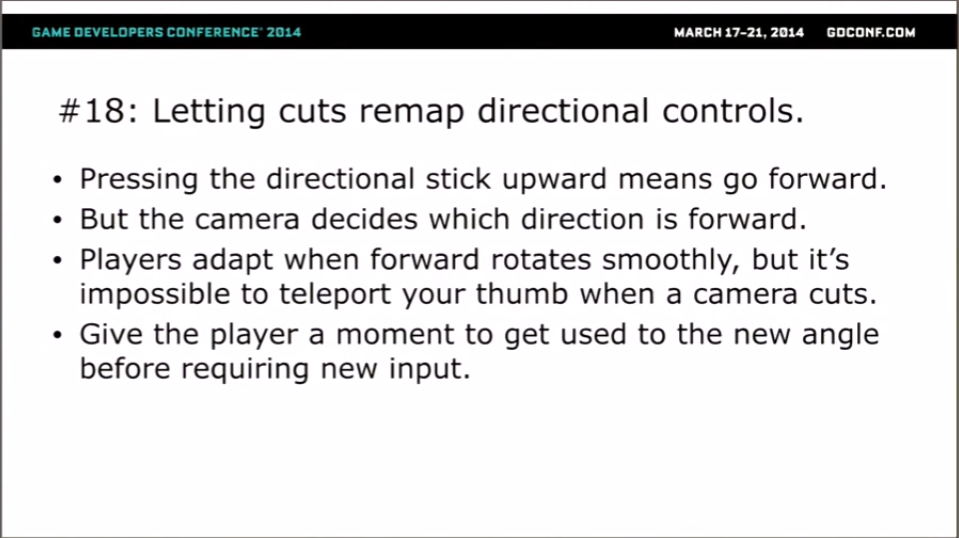 GAME DEVELOPERS CONFERENCE® 2014
MARCH 17–21, 2014 GDCONF.COM
#18: Letting cuts remap directional controls.
• Pressing the directional stick upward means go forward.
• But the camera decides which direction is forward.
• Players adapt when forward rotates smoothly, but it’s
impossible to teleport your thumb when a camera cuts.
• Give the player a moment to get used to the new angle
before requiring new input.